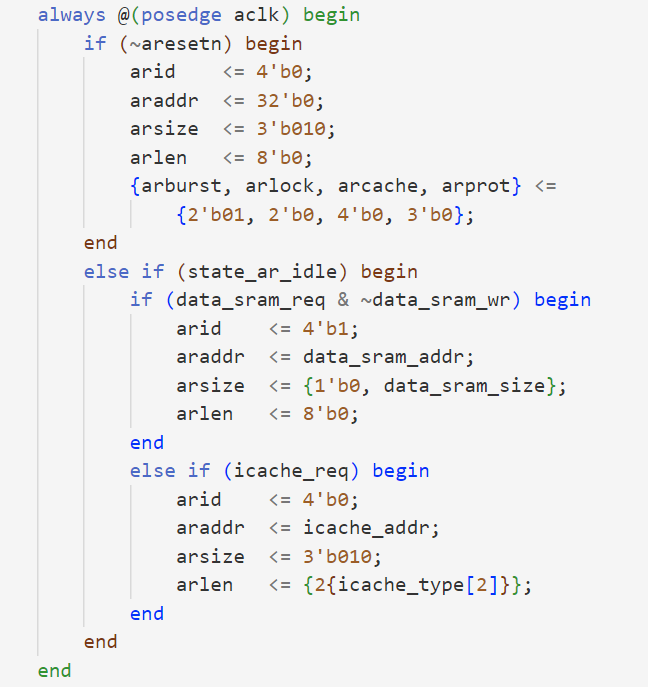 always @(posedge aclk) begin
    if (~aresetn) begin
        arid    <= 4'b0;
        araddr  <= 32'b0;
        arsize  <= 3'b010;
        arlen   <= 8'b0;
        {arburst, arlock, arcache, arprot} <=
            {2'b01, 2'b0, 4'b0, 3'b0};
    end
    else if (state_ar_idle) begin
        if (data_sram_req & ~data_sram_wr) begin
            arid    <= 4'b1;
            araddr  <= data_sram_addr;
            arsize  <= {1'b0, data_sram_size};
            arlen   <= 8'b0;
        end
        else if (icache_req) begin
            arid    <= 4'b0;
            araddr  <= icache_addr;
            arsize  <= 3'b010;
            arlen   <= {2{icache_type[2]}};
        end
    end
end